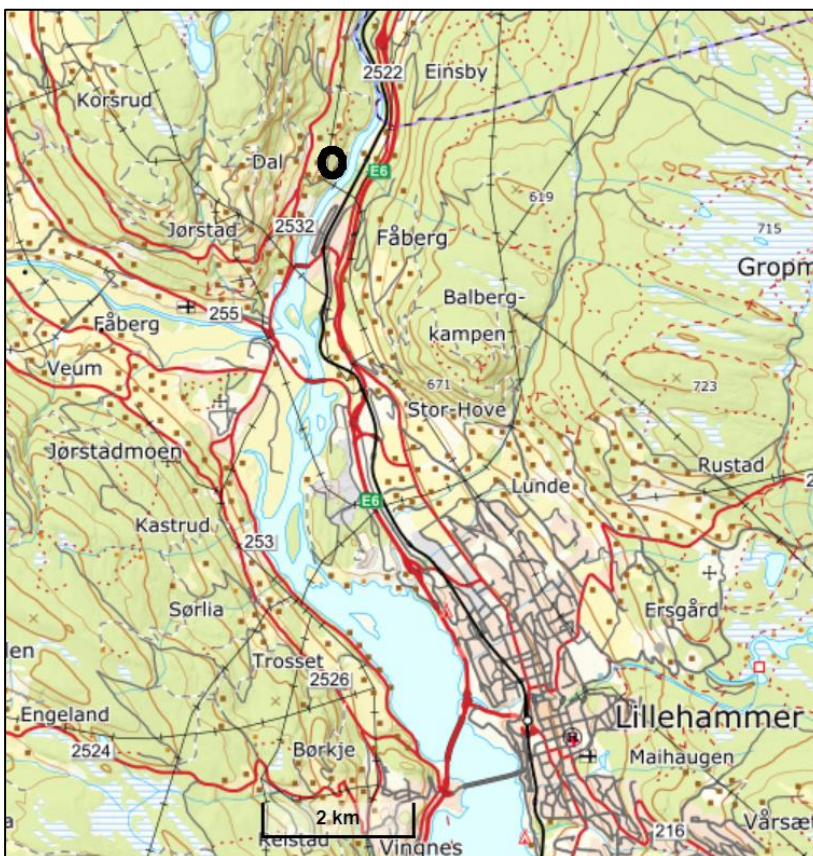 2522
Einsby
Korsrud
Dal
E6
619
2532
Jørstad
Fåberg
715
Gropm
Balberg-
kampen
255
Fåberg
Veum
671
723
Stor-Hove
Jørstadmoen
Rustad
Lunde
2
E6
Kastrud
253
Sørlia
Ersgård
len
Trosset
2526
Engeland
Lillehammer
2524
Børkje
Maihaugen
2 km
a
Reistad
Vingnes
216
Vårsæt